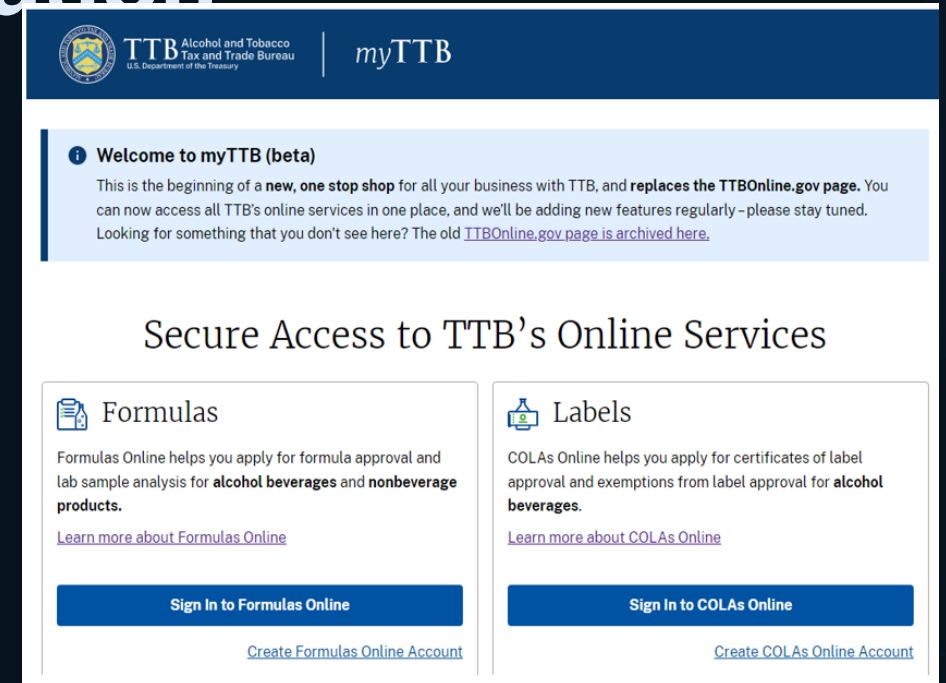 TTB Alcohol and Tobacco
Tax and Trade Bureau
U.S. Department of the Treasury
myTTB
Welcome to myTTB (beta)
This is the beginning of a new, one stop shop for all your business with TTB, and replaces the TTBOnline.gov page. You
can now access all TTB's online services in one place, and we'll be adding new features regularly – please stay tuned.
Looking for something that you don't see here? The old TTBOnline.gov page is archived here.
Secure Access to TTB's Online Services
Formulas
Formulas Online helps you apply for formula approval and
lab sample analysis for alcohol beverages and nonbeverage
products.
Learn more about Formulas Online
Sign In to Formulas Online
Create Formulas Online Account
Labels
COLAs Online helps you apply for certificates of label
approval and exemptions from label approval for alcohol
beverages.
Learn more about COLAs Online
Sign In to COLAs Online
Create COLAs Online Account